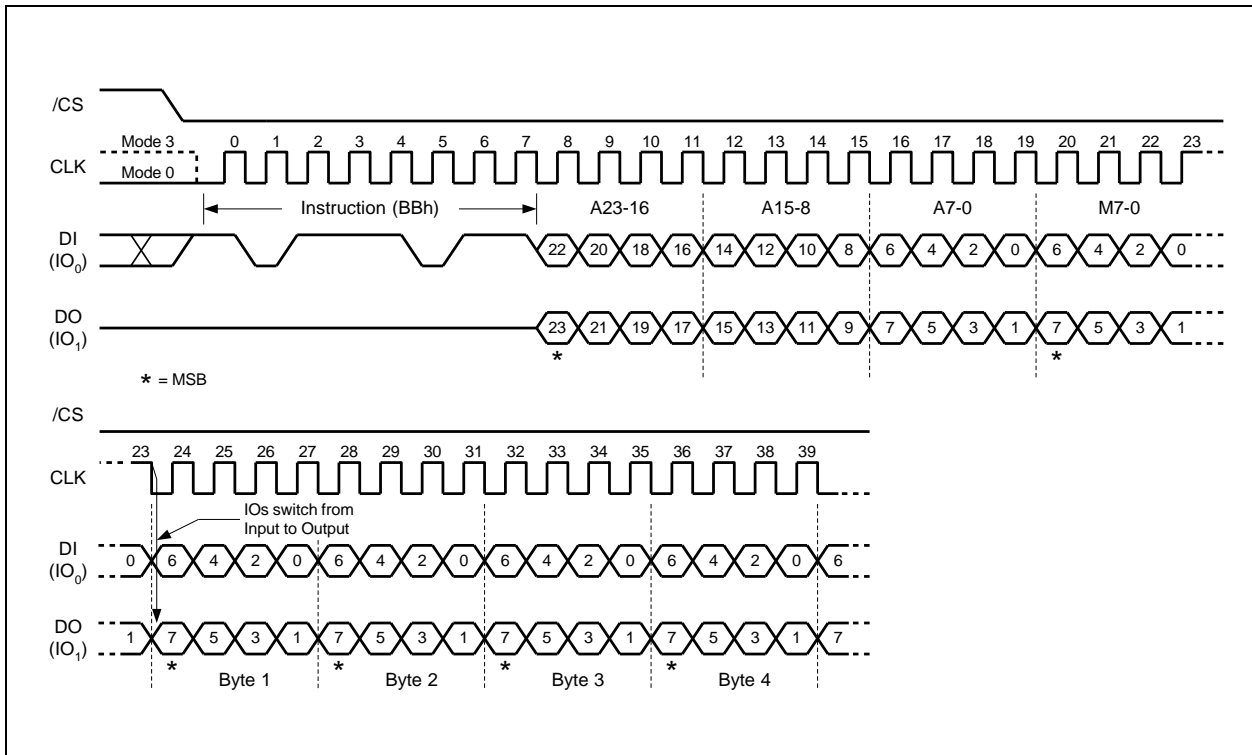 /CS
Mode 3
0 1 2 3 4 5 6 7 8 9 10 11 12 13 14 15 16 17 18 19 20 21 22 23
CLK
Mode 0
Instruction (BBh) A23-16 A15-8 A7-0 M7-0
DI
(IO0)
22 20 18 16 14 12 10 8 6 4 2 0 6 4 2 0
DO
(IO1)
23 21 19 17 15 13 11 9 7 5 3 1 7 5 3 1
* *
* = MSB
/CS
23 24 25 26 27 28 29 30 31 32 33 34 35 36 37 38 39
CLK
IOs switch from
Input to Output
DI
(IO0)
0 6 4 2 0 6 4 2 0 6 4 2 0 6 4 2 0 6
DO
(IO1)
1 7 5 3 1 7 5 3 1 7 5 3 1 7 5 3 1 7
* * * *
Byte 1 Byte 2 Byte 3 Byte 4